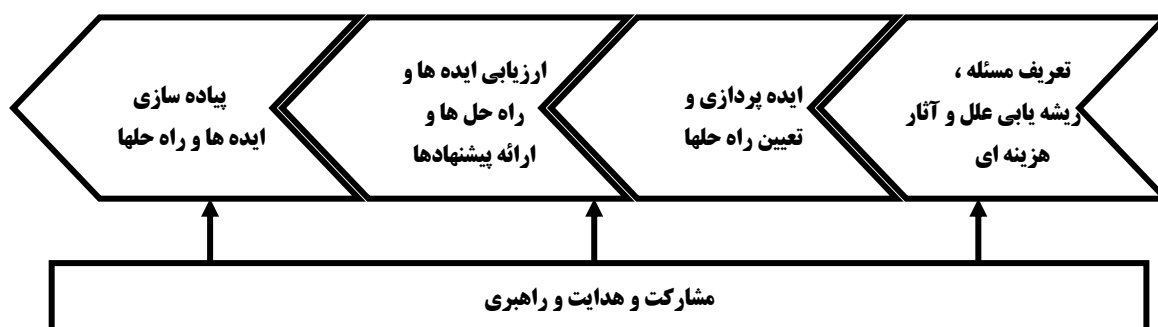 تعریف مسئله ،
ریشه یابی علل و آثار
هزینه ای
ایده پردازی و
تعیین راه حلها
ارزیابی ایده ها و
راه حل ها و
ارائه پیشنهادها
پیاده سازی
ایده ها و راه حلها
مشارکت و هدایت و راهبری